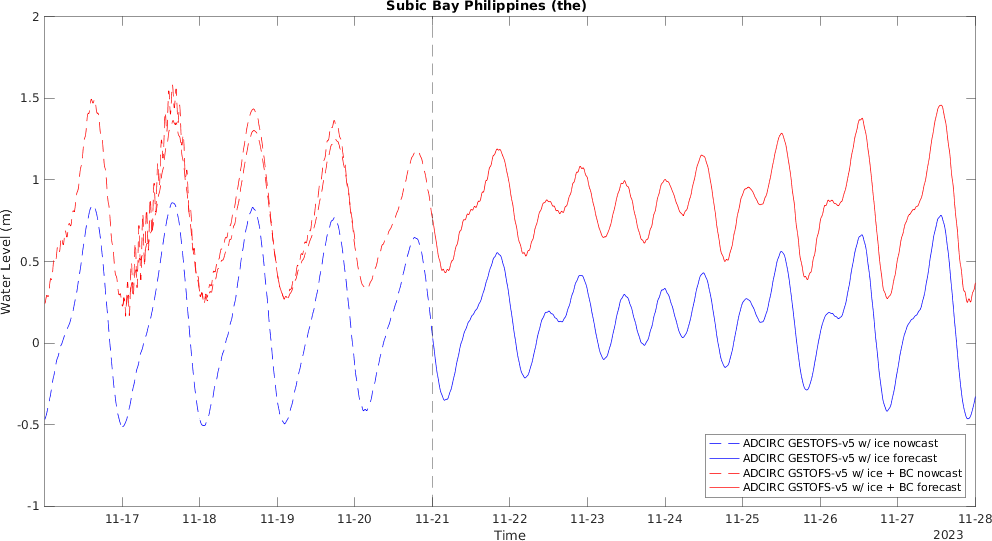 Subic Bay Philippines (the)
2
1.5
1
0.5
0
-0.5
-1
Water Level (m)
ADCIRC GESTOFS-v5 w/ ice nowcast
ADCIRC GESTOFS-v5 w/ ice forecast
ADCIRC GSTOFS-v5 w/ ice + BC nowcast
ADCIRC GSTOFS-v5 w/ ice + BC forecast
11-17 11-18 11-19 11-20 11-21 11-22 11-23 11-24 11-25 11-26 11-27 11-28
Time
2023